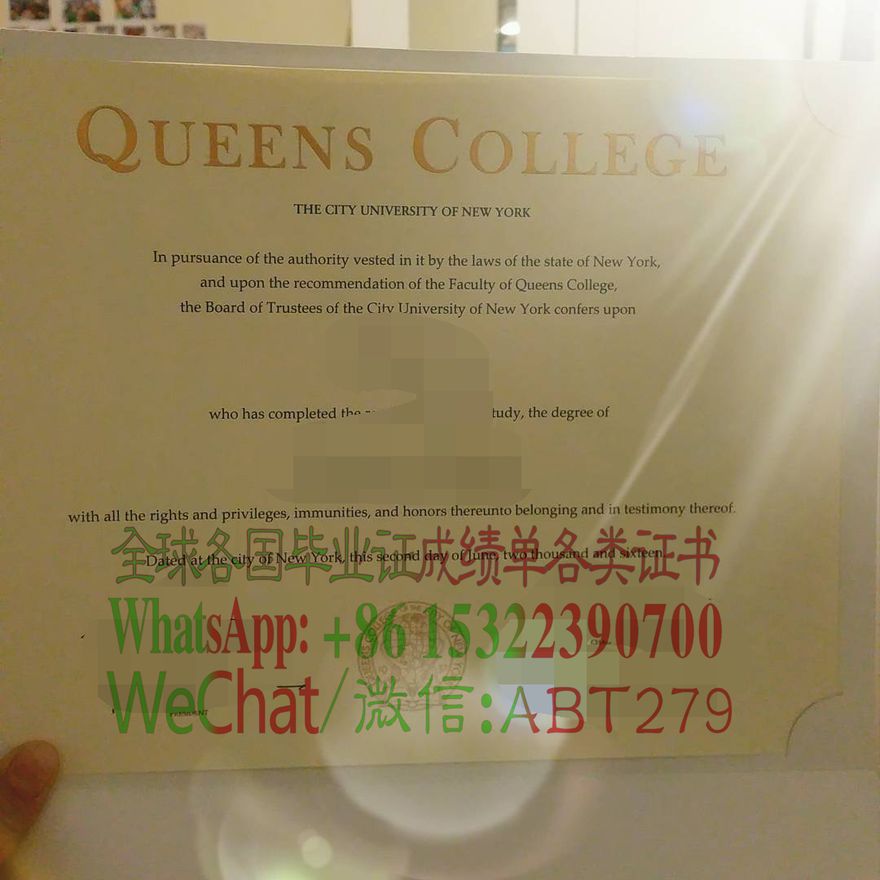 QUEENS COLLEGE
THE CITY UNIVERSITY OF NEW YORK
In pursuance of the authority vested in it by the laws of the state of New York,
and upon the recommendation of the Faculty of Queens College,
the Board of Trustees of the City University of New York confers upon
who has completed the tudy, the degree of
with all the rights and privileges, immunities, and honors thereunto belonging and in testimony thereof.
Dated at the city of New York, this second day of June, two thousand and sixteen.
全球各国毕业证成绩单各类证书
WhatsApp: +86 15322390700
WeChat/微信:ABT279
PRESIDENT